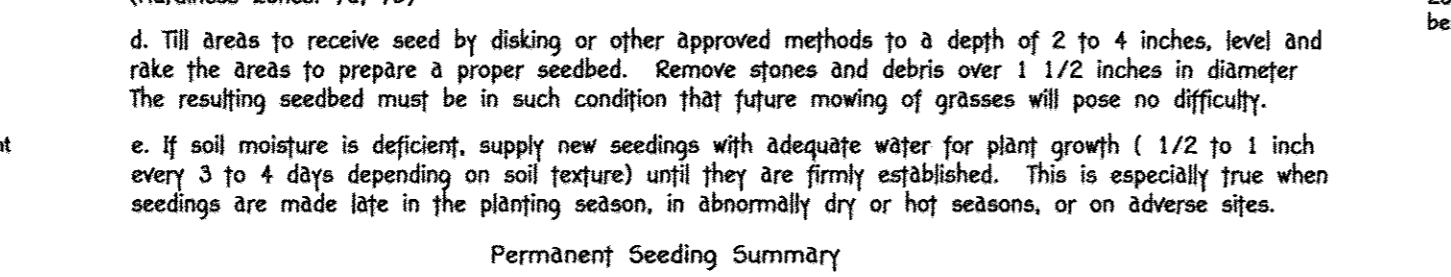 d. Till areas to receive seed by disking or other approved methods to a depth of 2 to 4 inches, level and
rake the areas to prepare a proper seedbed. Remove stones and debris over 1 1/2 inches in diameter
The resulting seedbed must be in such condition that future mowing of grasses will pose no difficulty.
e. If soil moisture is deficient, supply new seedings with adequate water for plant growth ( 1/2 to 1 inch
every 3 to 4 days depending on soil texture) until they are firmly established. This is especially true when
seedings are made late in the planting season, in abnormally dry or hot seasons, or on adverse sites.
Permanent Seeding Summary
be
nt